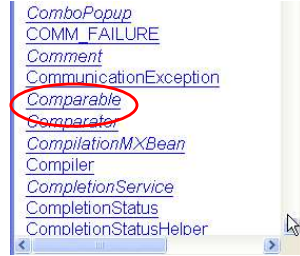 ComboPopup
COMM_FAILURE
Comment
CommunicationException
Comparable
Comparator
CompilationMXBean
Compiler
CompletionService
CompletionStatus
CompletionStatusHelper